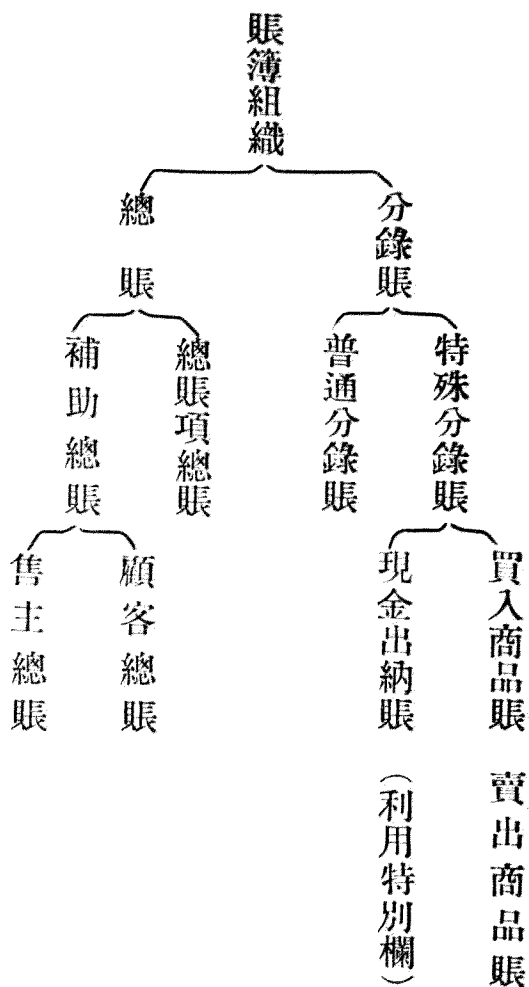 賬簿組織
分錄賬
特殊分錄賬
買入商品賬 賣出商品賬
現金出納賬 （利用特別欄）
普通分錄賬
總賬
總賬項總賬
補助總賬
顧客總賬
售主總賬